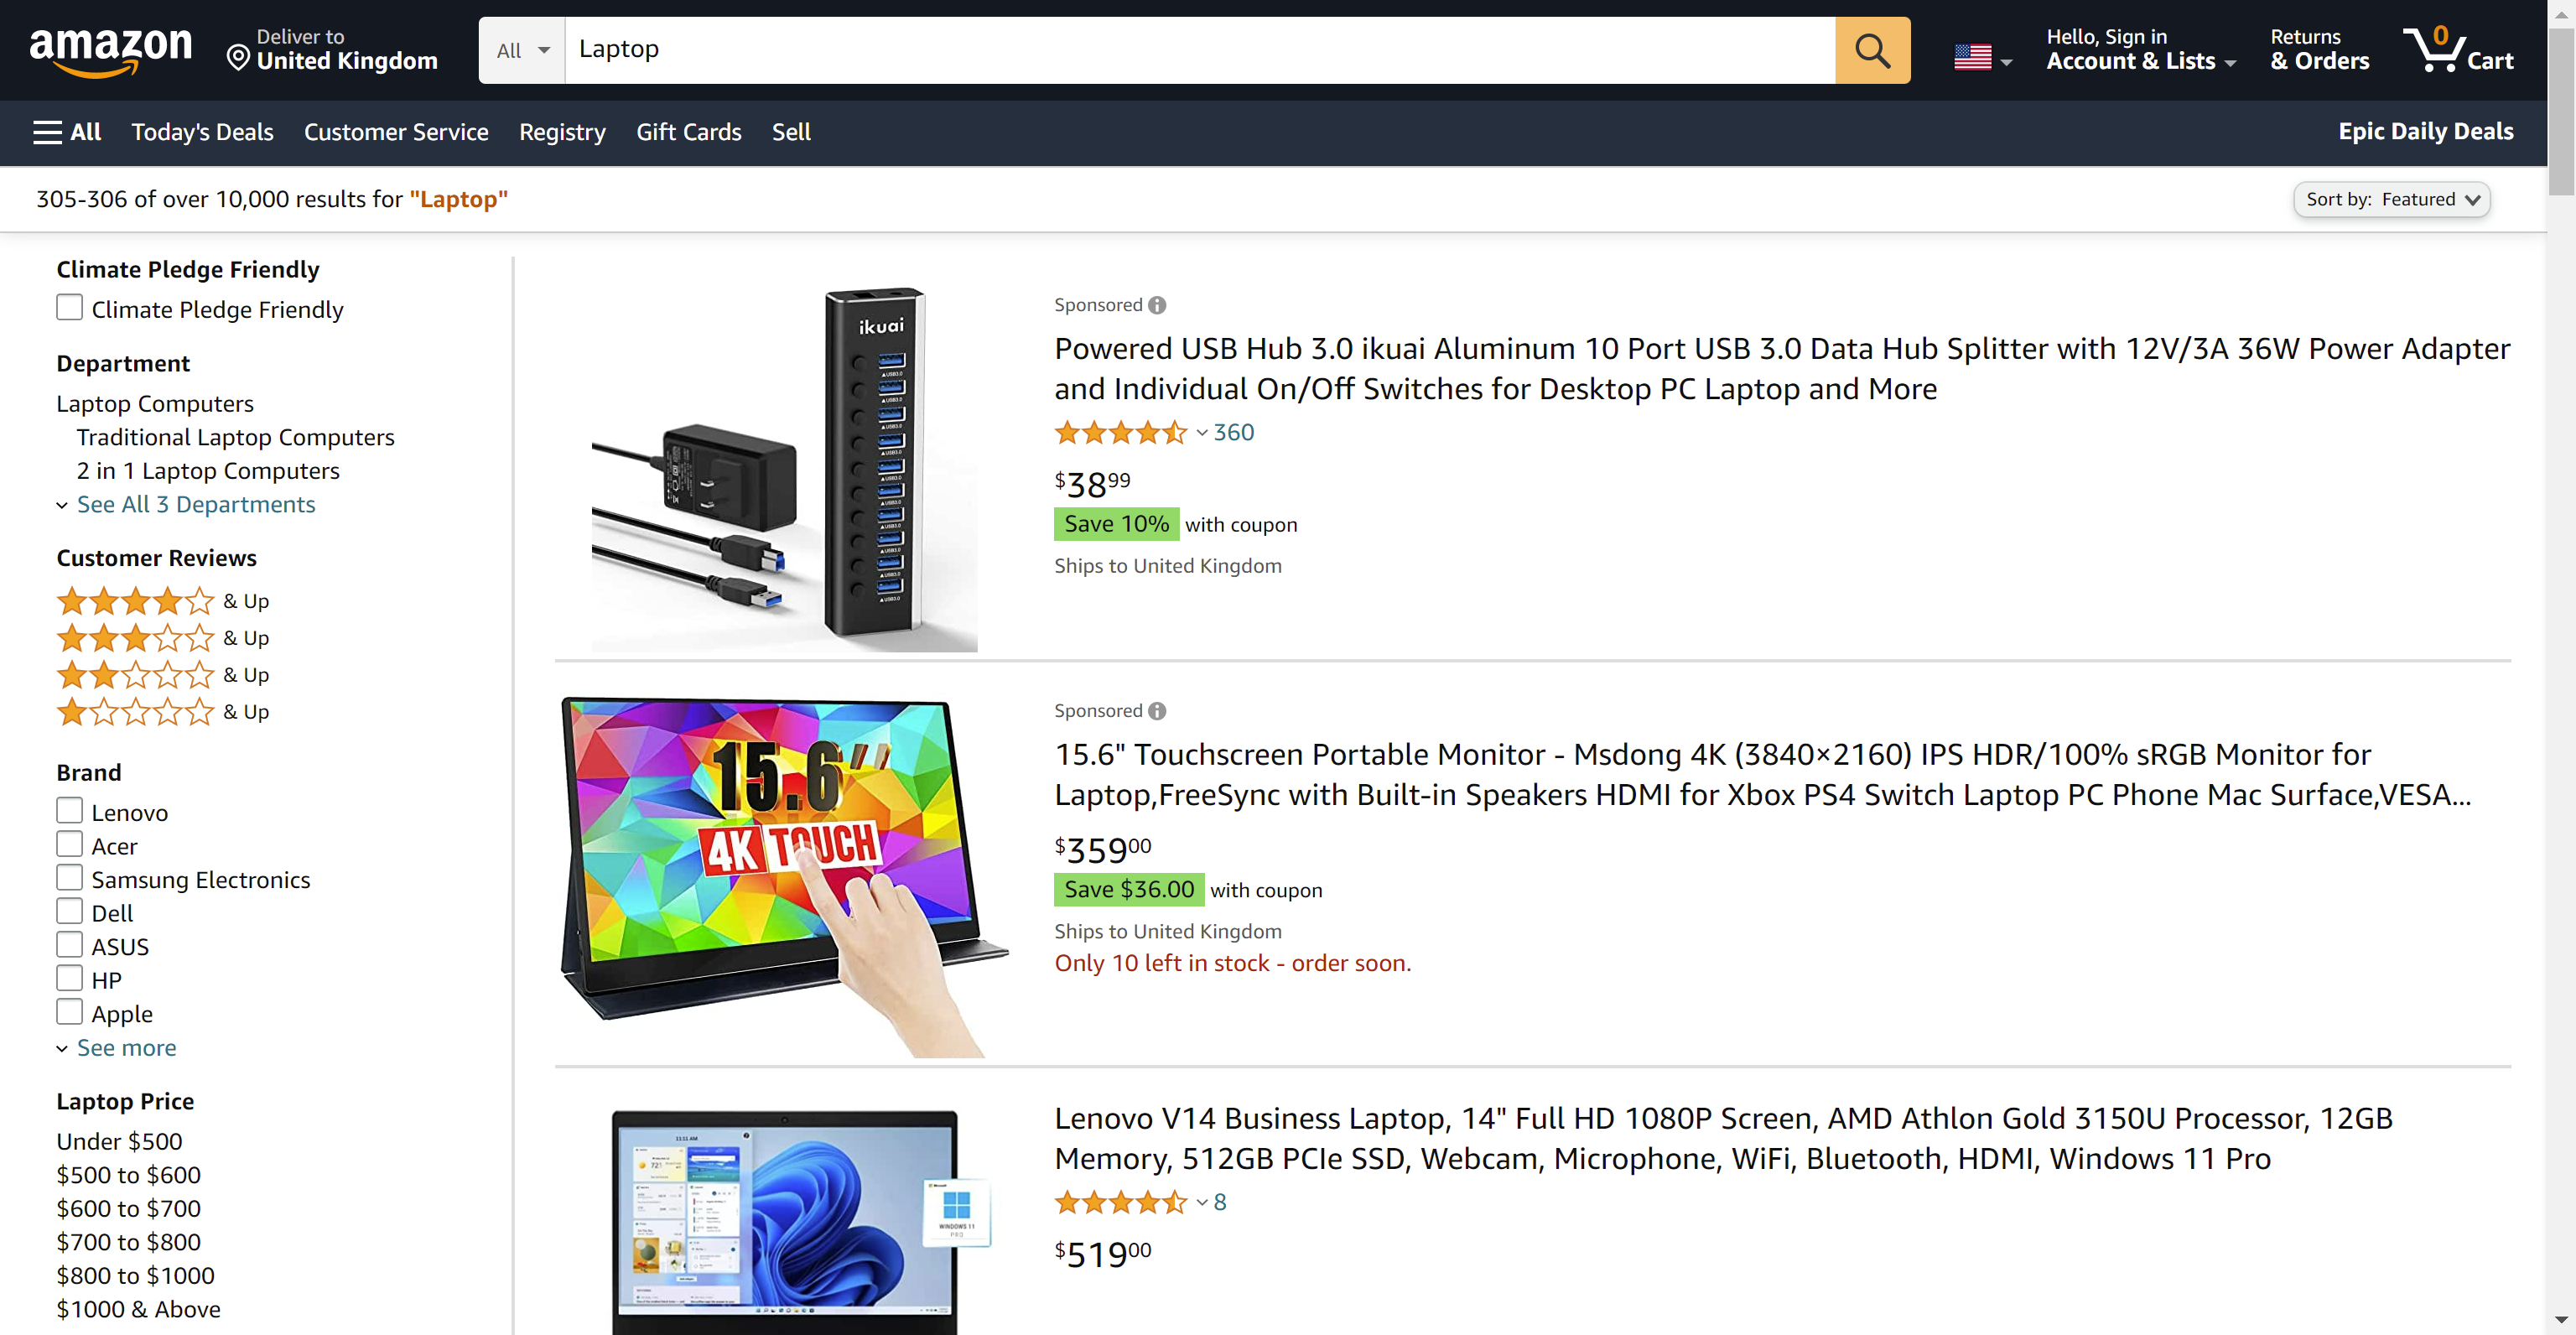 amazon
Deliver to
United Kingdom
All
Laptop
Hello, Sign in
Account & Lists
Returns
& Orders
0
Cart
All
Today's Deals
Customer Service
Registry
Gift Cards
Sell
Epic Daily Deals
305-306 of over 10,000 results for "Laptop"
Sort by: Featured
Climate Pledge Friendly
Climate Pledge Friendly
Department
Laptop Computers
Traditional Laptop Computers
2 in 1 Laptop Computers
See All 3 Departments
Customer Reviews
& Up
& Up
& Up
& Up
Brand
Lenovo
Acer
Samsung Electronics
Dell
ASUS
HP
Apple
See more
Laptop Price
Under $500
$500 to $600
$600 to $700
$700 to $800
$800 to $1000
$1000 & Above
ikuai
Sponsored
Powered USB Hub 3.0 ikuai Aluminum 10 Port USB 3.0 Data Hub Splitter with 12V/3A 36W Power Adapter
and Individual On/Off Switches for Desktop PC Laptop and More
360
$38.99
Save 10% with coupon
Ships to United Kingdom
15.6"
4K TOUCH
Sponsored
15.6" Touchscreen Portable Monitor - Msdong 4K (3840×2160) IPS HDR/100% sRGB Monitor for
Laptop,FreeSync with Built-in Speakers HDMI for Xbox PS4 Switch Laptop PC Phone Mac Surface,VESA...
$359.00
Save $36.00 with coupon
Ships to United Kingdom
Only 10 left in stock - order soon.
11:11 AM
WINDOWS 11
PRO
Lenovo V14 Business Laptop, 14" Full HD 1080P Screen, AMD Athlon Gold 3150U Processor, 12GB
Memory, 512GB PCIe SSD, Webcam, Microphone, WiFi, Bluetooth, HDMI, Windows 11 Pro
8
$519.00